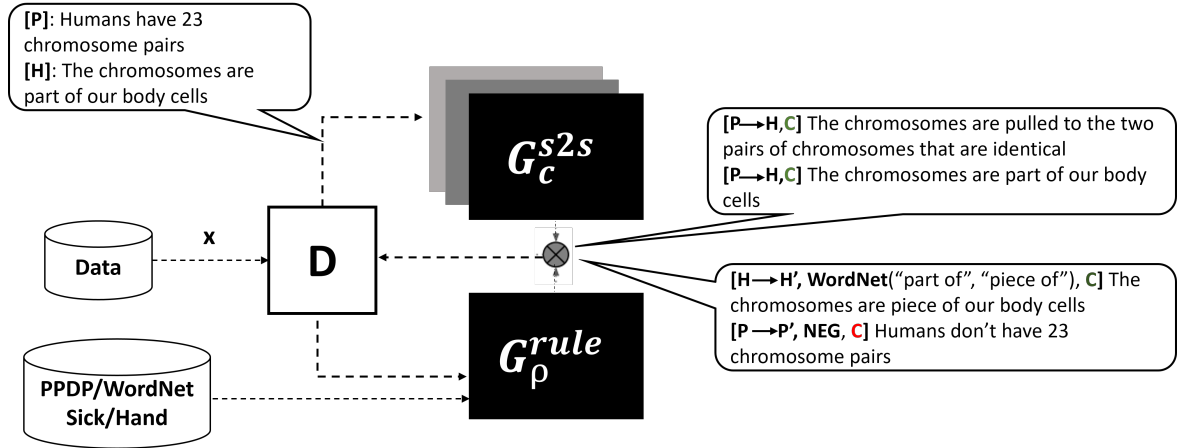 [P]: Humans have 23
chromosome pairs
[H]: The chromosomes are
part of our body cells
G_c^{s2s}
[P→H,C] The chromosomes are pulled to the two
pairs of chromosomes that are identical
[P→H,C] The chromosomes are part of our body
cells
x
Data
D
[H→H’, WordNet(“part of”, “piece of”), C] The
chromosomes are piece of our body cells
[P →P’, NEG, C] Humans don’t have 23
chromosome pairs
G_ρ^{rule}
PPDP/WordNet
Sick/Hand